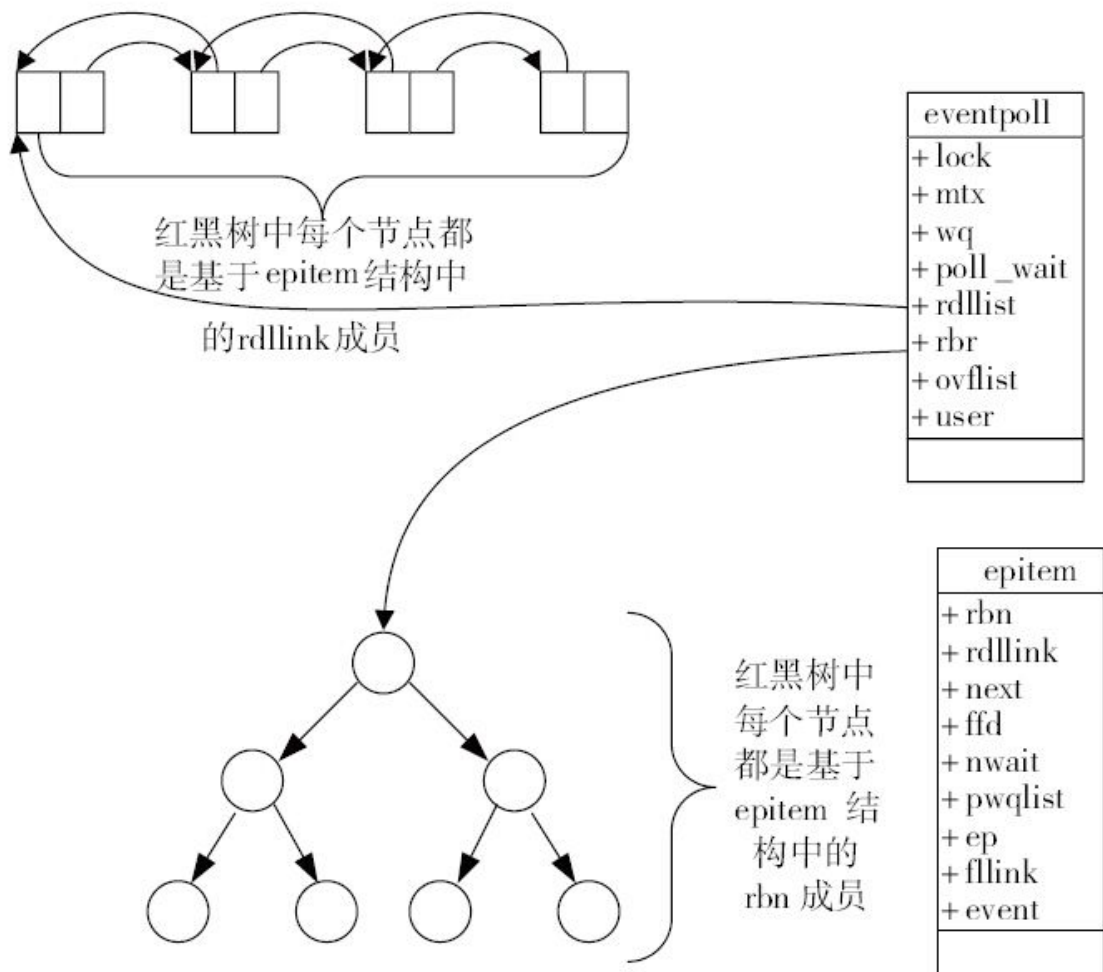 红黑树中每个节点都
是基于epitem结构中
的rdllink成员
eventpoll
+lock
+mtx
+wq
+poll_wait
+rdllist
+rbr
+ovflist
+user
epitem
+rbn
+rdllink
+next
+ffd
+nwait
+pwqlist
+ep
+fllink
+event
红黑树中
每个节点
都是基于
epitem 结
构中的
rbn 成员